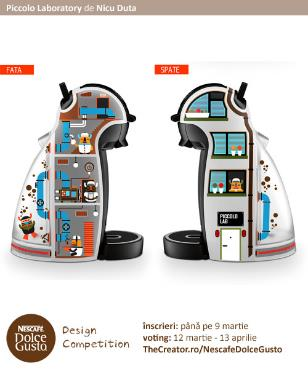 Piccolo Laboratory de Nicu Duta
FATA
SPATE
PICCOLO
LAB
NESCAFÉ
DOLCE
GUSTO
Design
Competition
înscrieri: până pe 9 martie
voting: 12 martie - 13 aprilie
TheCreator.ro/NescafeDolceGusto